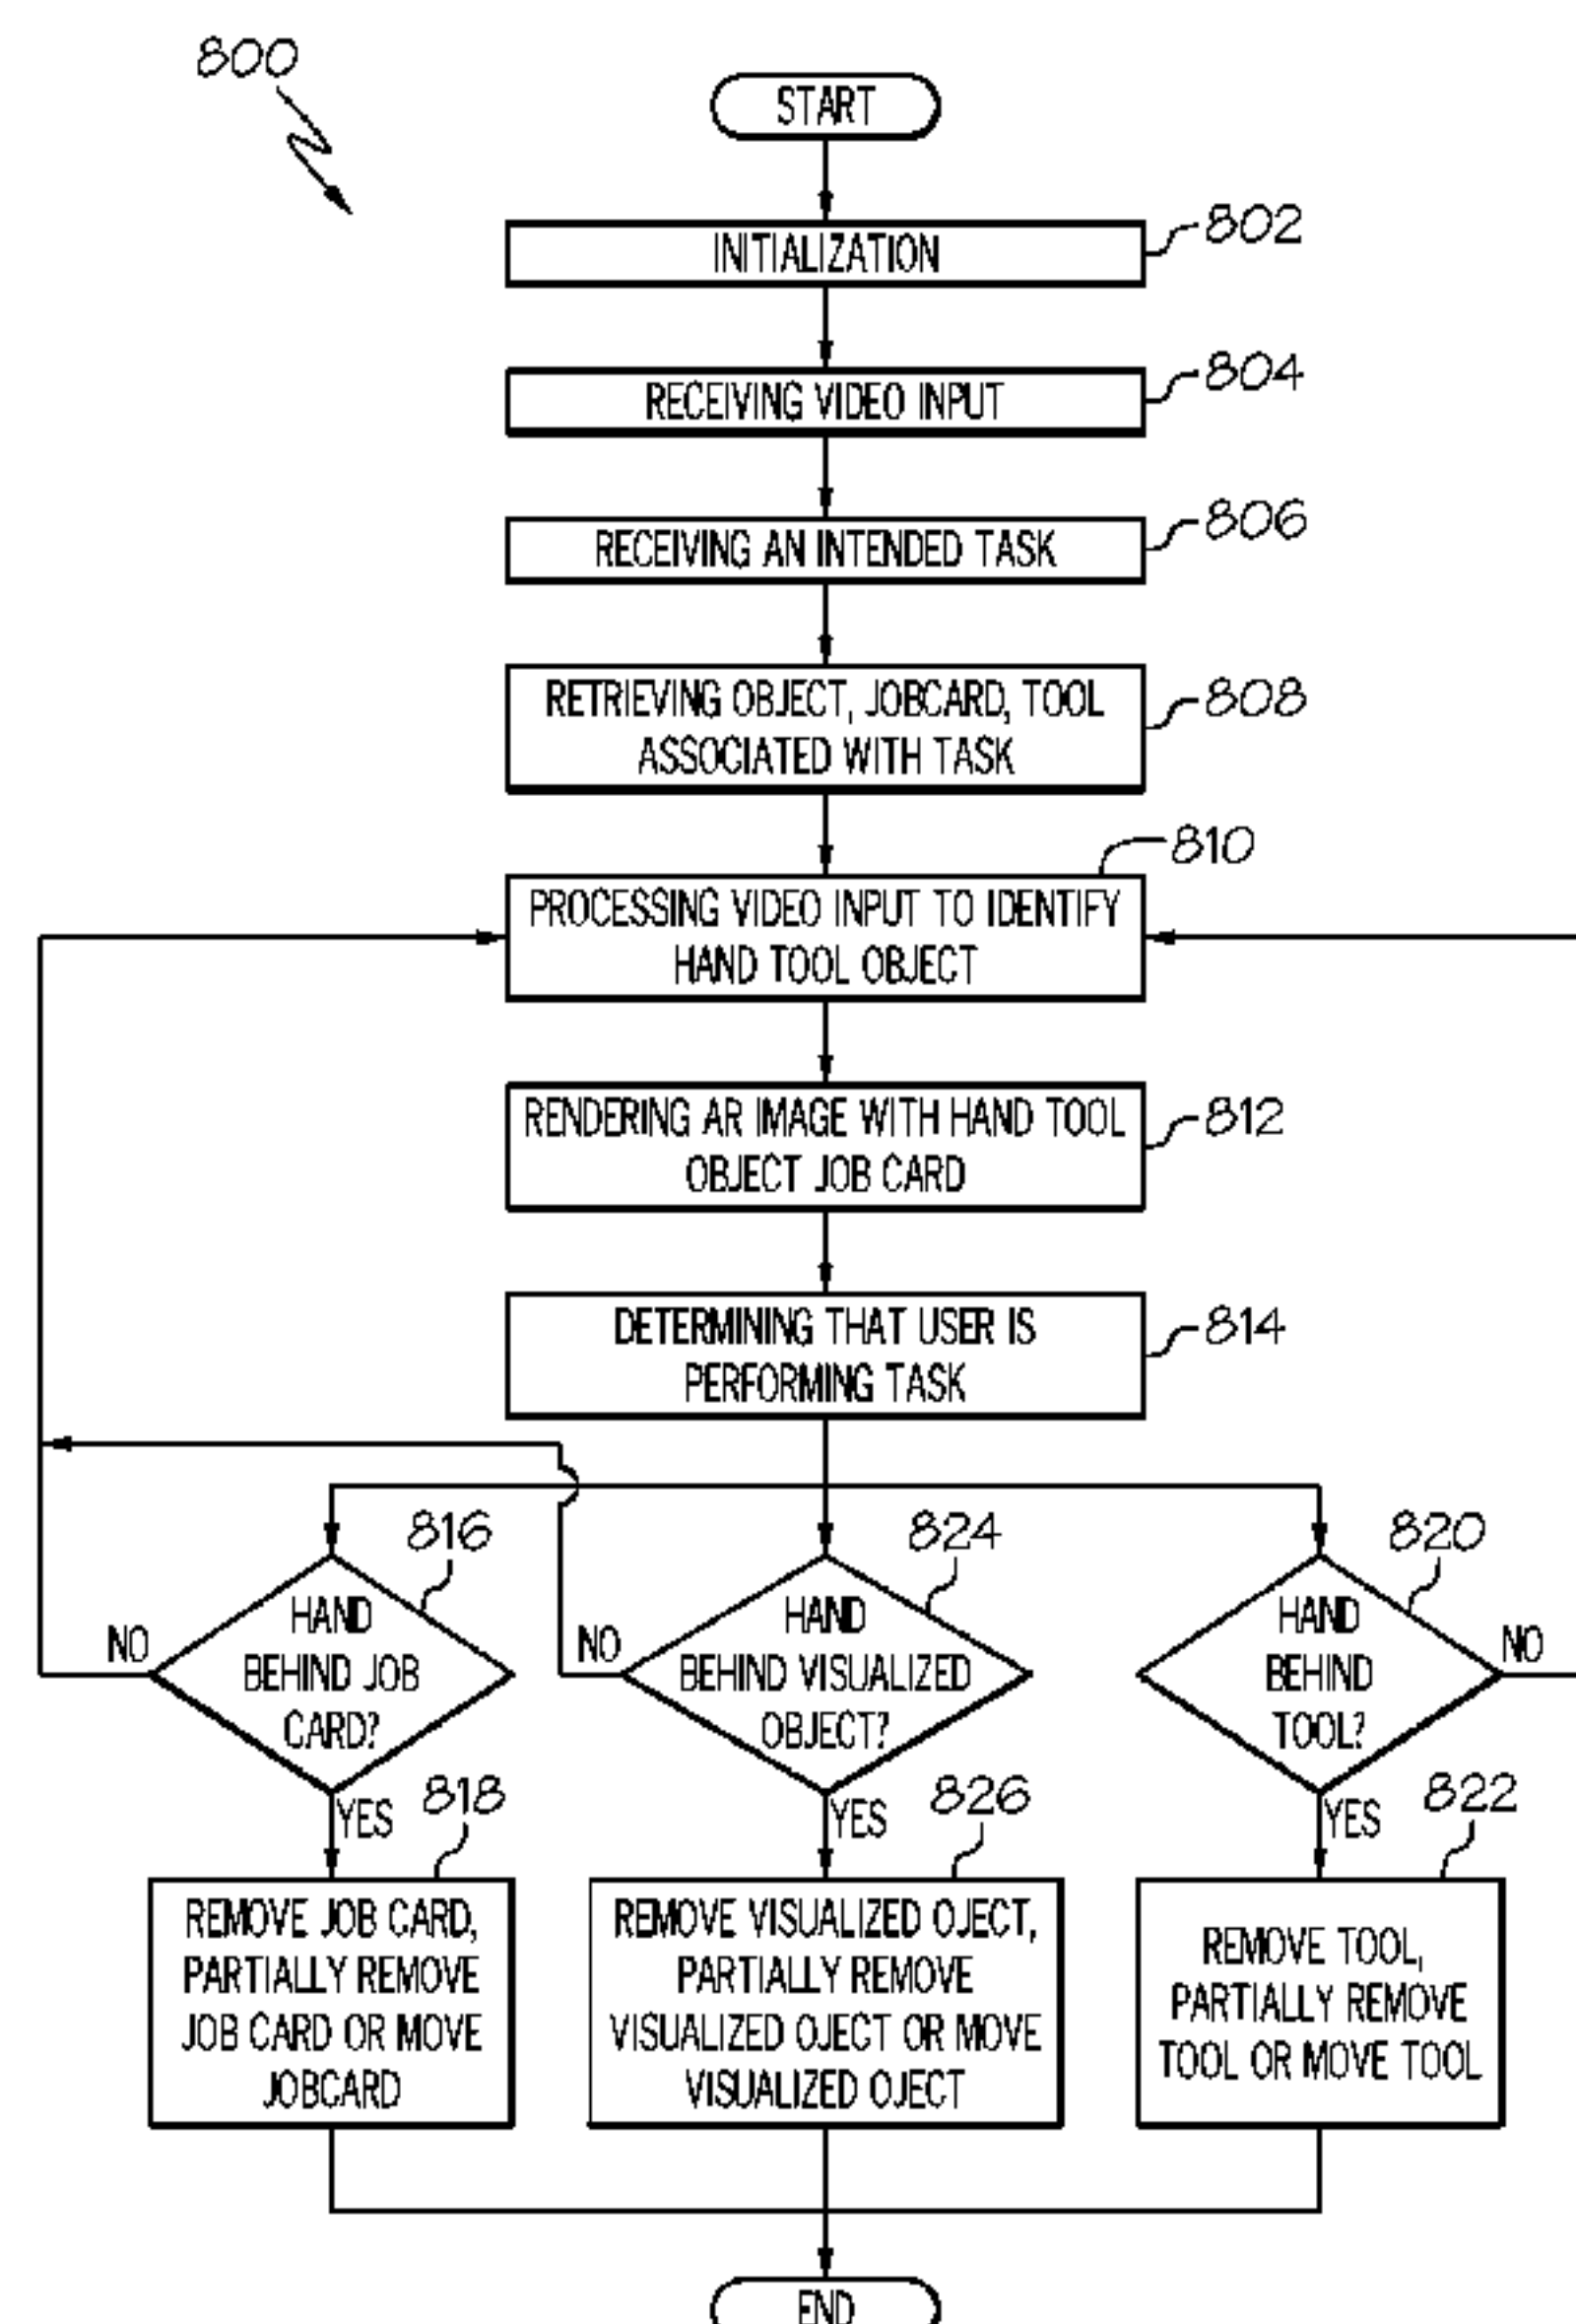 800
START
INITIALIZATION
802
RECEIVING VIDEO INPUT
804
RECEIVING AN INTENDED TASK
806
RETRIEVING OBJECT, JOBCARD, TOOL
ASSOCIATED WITH TASK
808
810
PROCESSING VIDEO INPUT TO IDENTIFY
HAND TOOL OBJECT
RENDERING AR IMAGE WITH HAND TOOL
OBJECT JOB CARD
812
DETERMINING THAT USER IS
PERFORMING TASK
814
816
HAND
BEHIND JOB
CARD?
NO
YES
824
HAND
BEHIND VISUALIZED
OBJECT?
NO
YES
820
HAND
BEHIND
TOOL?
NO
YES
818
REMOVE JOB CARD,
PARTIALLY REMOVE
JOB CARD OR MOVE
JOBCARD
826
REMOVE VISUALIZED OJECT,
PARTIALLY REMOVE
VISUALIZED OJECT OR MOVE
VISUALIZED OJECT
822
REMOVE TOOL,
PARTIALLY REMOVE
TOOL OR MOVE TOOL
END